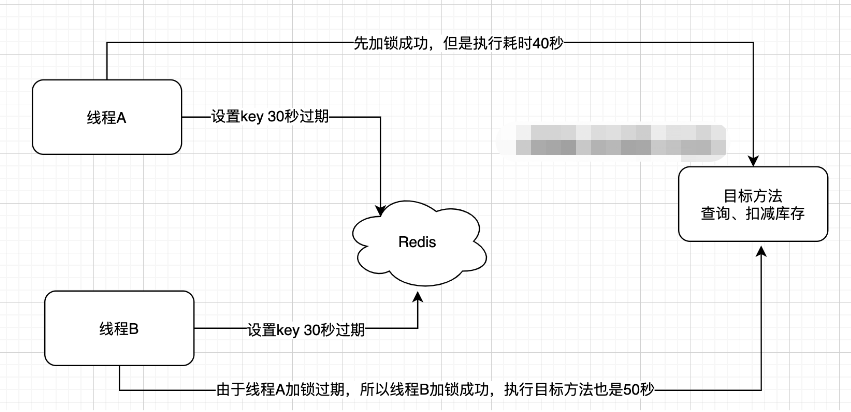 先加锁成功，但是执行耗时40秒
线程A
设置key 30秒过期
目标方法
查询、扣减库存
Redis
线程B
设置key 30秒过期
由于线程A加锁过期，所以线程B加锁成功，执行目标方法也是50秒